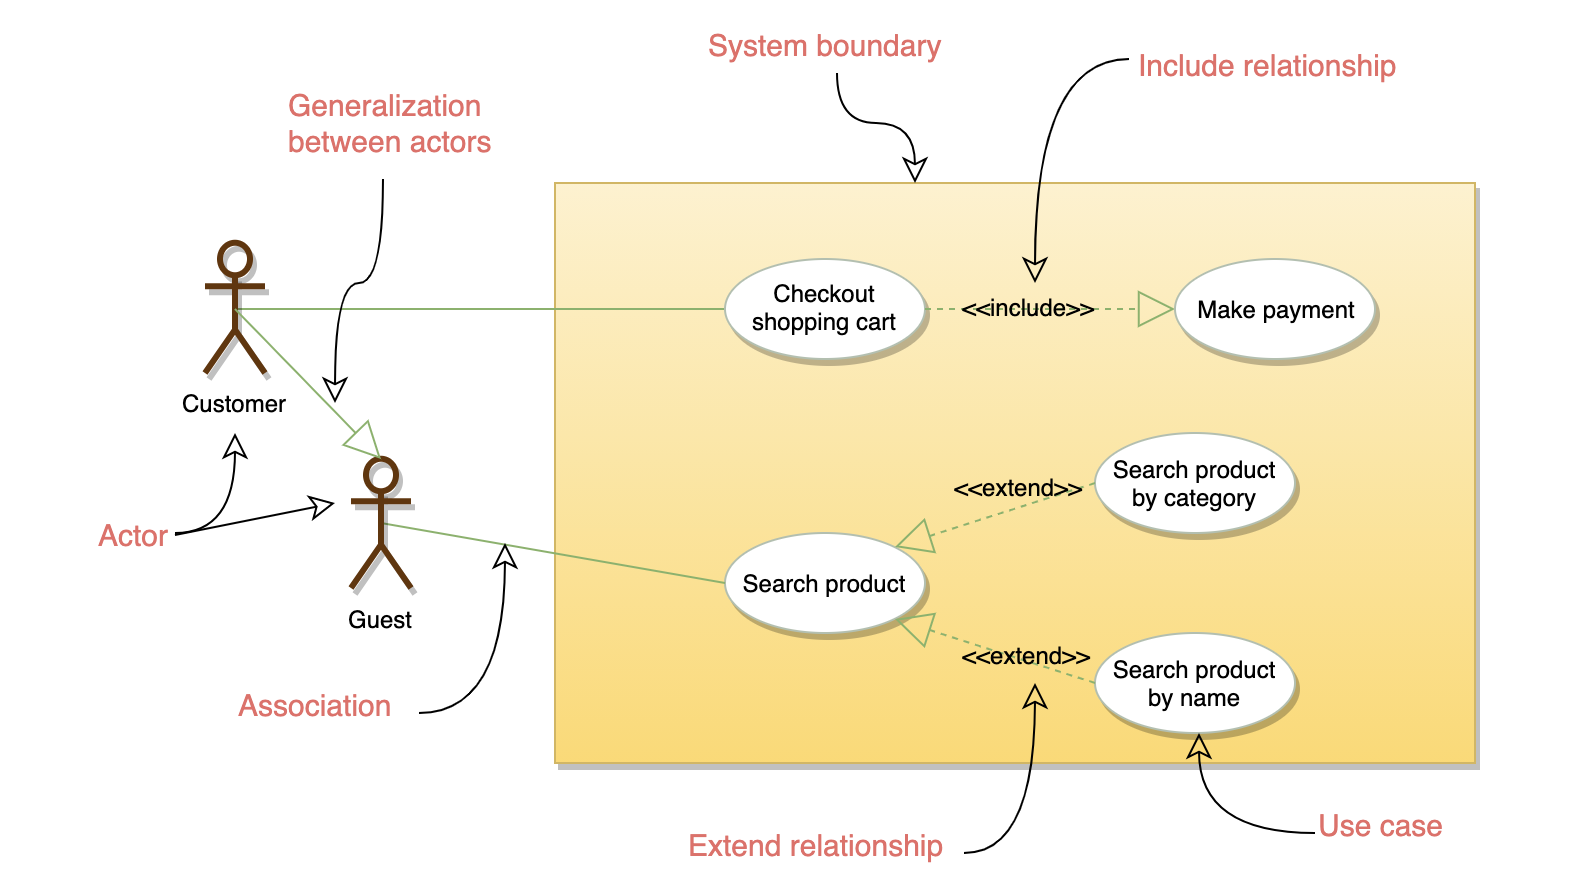 System boundary
Include relationship
Generalization
between actors
Checkout
shopping cart
<<include>>
Make payment
Customer
Search product
by category
<<extend>>
Actor
Search product
Guest
<<extend>>
Search product
by name
Association
Use case
Extend relationship